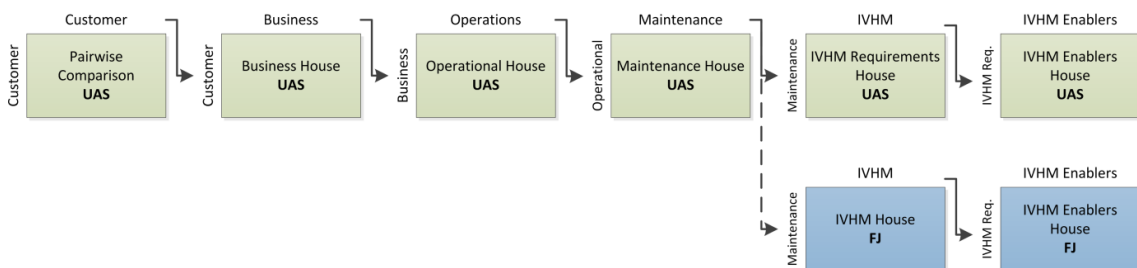 Customer
Customer
Pairwise
Comparison
UAS
Business
Customer
Business House
UAS
Operations
Business
Operational House
UAS
Maintenance
Operational
Maintenance House
UAS
IVHM
Maintenance
IVHM Requirements
House
UAS
IVHM Enablers
IVHM Req.
IVHM Enablers
House
UAS
IVHM
Maintenance
IVHM House
FJ
IVHM Enablers
IVHM Req.
IVHM Enablers
House
FJ